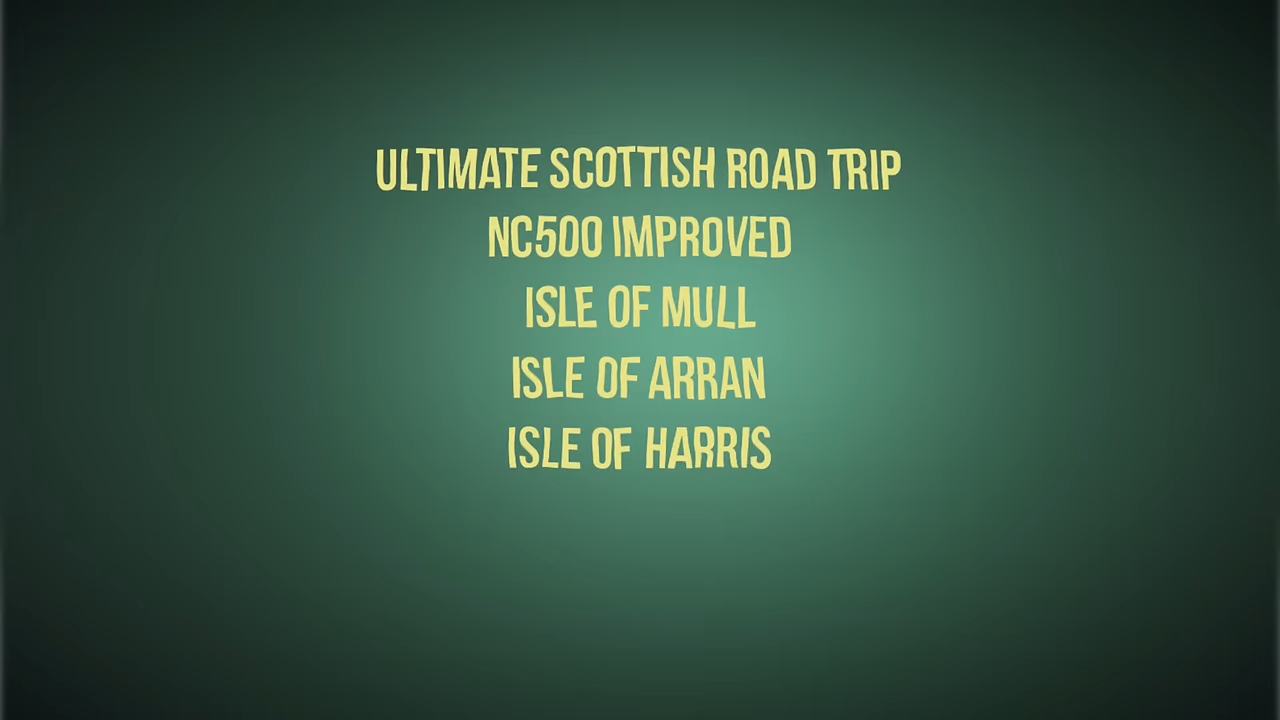 ULTIMATE SCOTTISH ROAD TRIP
NC500 IMPROVED
ISLE OF MULL
ISLE OF ARRAN
ISLE OF HARRIS